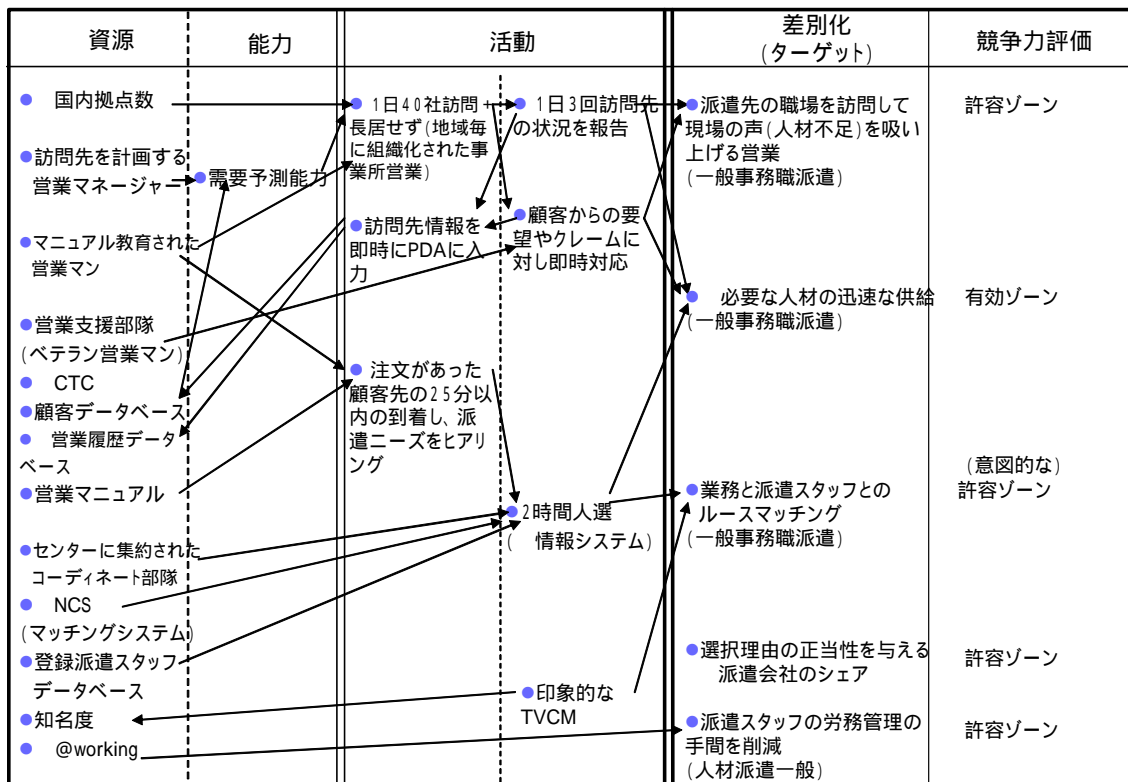 資源
能力
活動
差別化
(ターゲット)
競争力評価
● 国内拠点数
●訪問先を計画する
営業マネージャー
●マニュアル教育された
営業マン
●営業支援部隊
(ベテラン営業マン)
● CTC
●顧客データベース
● 営業履歴データ
ベース
●営業マニュアル
●センターに集約された
コーディネート部隊
● NCS
(マッチングシステム)
●登録派遣スタッフ
データベース
●知名度
● @working
●需要予測能力
● 1日40社訪問+
長居せず(地域毎
に組織化された事
業所営業)
●訪問先情報を
即時にPDAに入
力
● 注文があった
顧客先の25分以
内の到着し、派
遣ニーズをヒアリ
ング
● 1日3回訪問先
の状況を報告
● 顧客からの要
望やクレームに
対し即時対応
● 2時間人選
( 情報システム)
●印象的な
TVCM
●派遣先の職場を訪問して
現場の声(人材不足)を吸い
上げる営業
(一般事務職派遣)
● 必要な人材の迅速な供給
(一般事務職派遣)
●業務と派遣スタッフとの
ルースマッチング
(一般事務職派遣)
●選択理由の正当性を与える
派遣会社のシェア
●派遣スタッフの労務管理の
手間を削減
(人材派遣一般)
許容ゾーン
有効ゾーン
(意図的な)
許容ゾーン
許容ゾーン
許容ゾーン